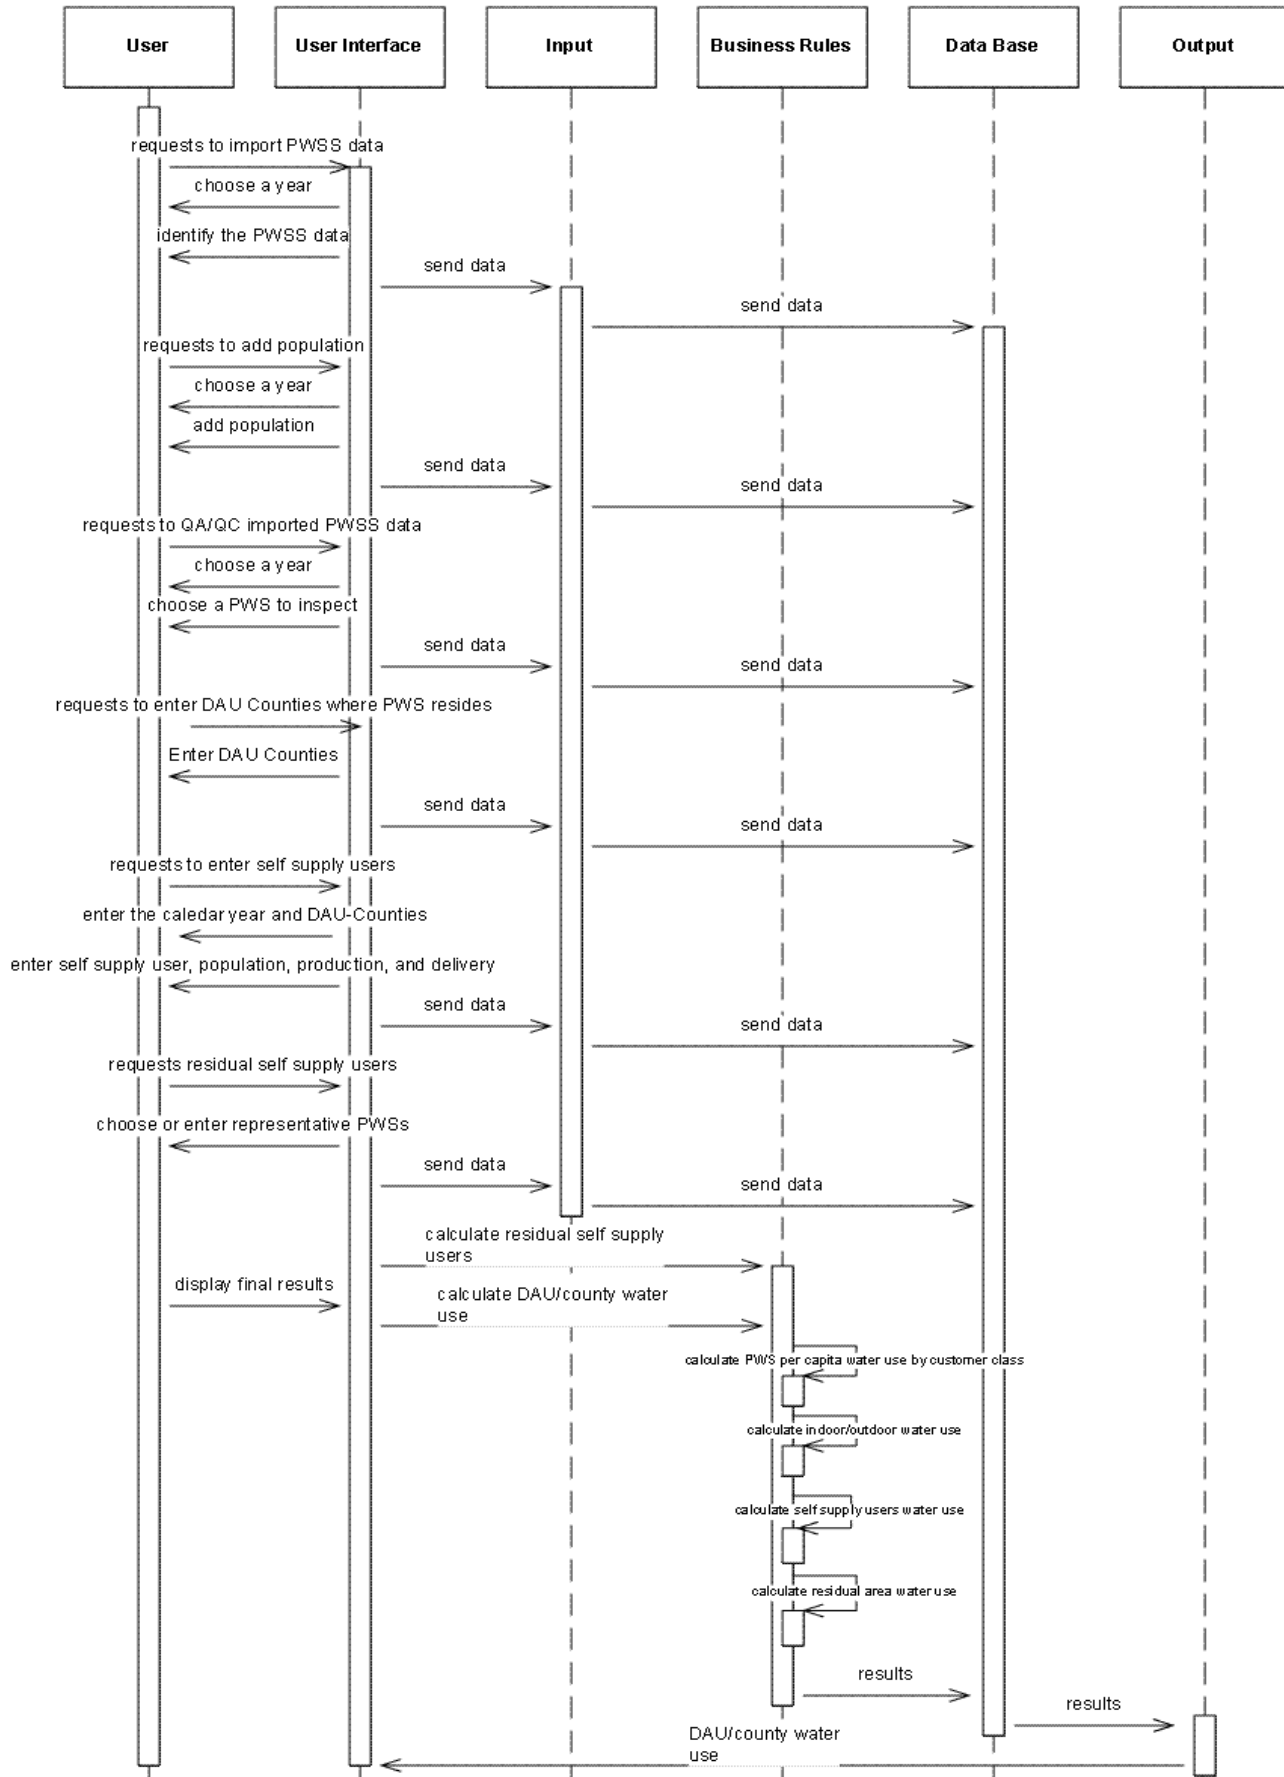 User
User Interface
Input
Business Rules
Data Base
Output
requests to import PWSS data
choose a year
identify the PWSS data
send data
send data
requests to add population
choose a year
add population
send data
send data
requests to QA/QC imported PWSS data
choose a year
choose a PWS to inspect
send data
send data
requests to enter DAU Counties where PWS resides
Enter DAU Counties
send data
send data
requests to enter self supply users
enter the caledar year and DAU-Counties
enter self supply user, population, production, and delivery
send data
send data
requests residual self supply users
choose or enter representative PWSs
send data
send data
calculate residual self supply
users
display final results
calculate DAU/county water
use
calculate PWS per capita water use by customer class
calculate indoor/outdoor water use
calculate self supply users water use
calculate residual area water use
results
results
DAU/county water
use